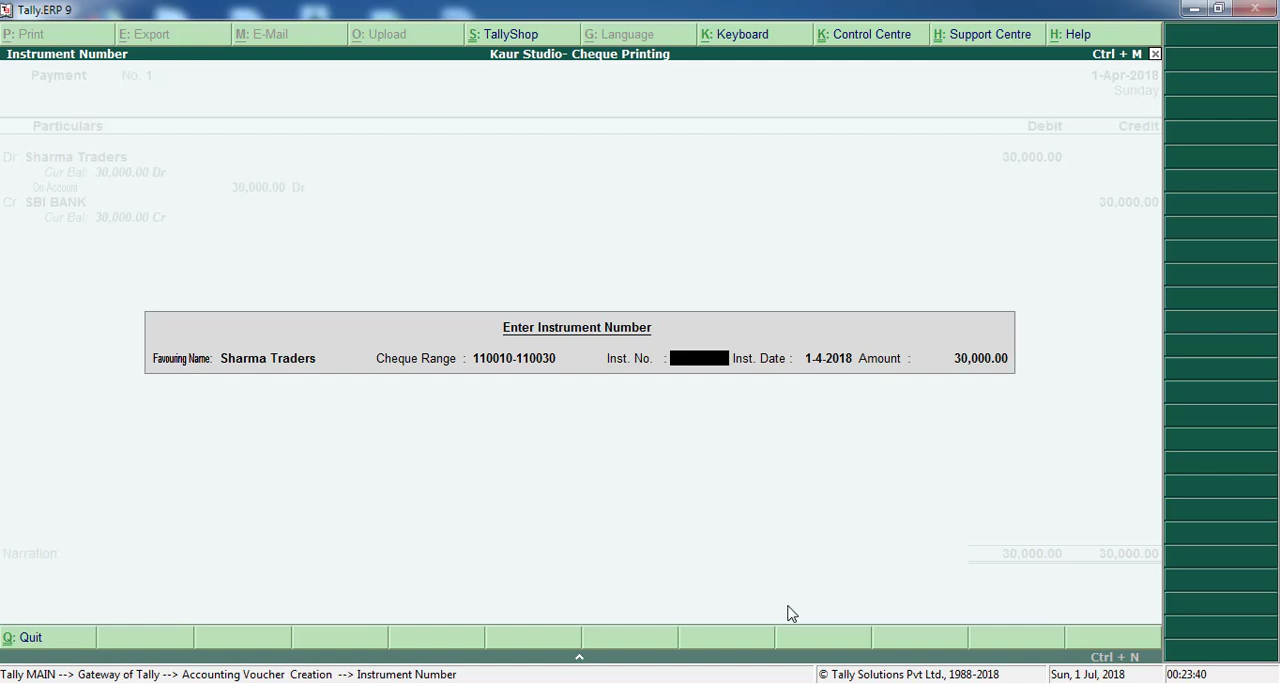 Tally.ERP 9
P: Print E: Export M: E-Mail O: Upload S: TallyShop G: Language K: Keyboard K: Control Centre H: Support Centre H: Help
Instrument Number Kaur Studio- Cheque Printing Ctrl + M
Payment No. 1 1-Apr-2018
Sunday
Particulars Debit Credit
Dr Sharma Traders 30,000.00
Cur Bal: 30,000.00 Dr
On Account 30,000.00 Dr
Cr SBI BANK 30,000.00
Cur Bal: 30,000.00 Cr
Enter Instrument Number
Favouring Name: Sharma Traders Cheque Range : 110010-110030 Inst. No. : Inst. Date : 1-4-2018 Amount : 30,000.00
Narration: 30,000.00 30,000.00
Q: Quit
Ctrl + N
Tally MAIN --> Gateway of Tally --> Accounting Voucher Creation --> Instrument Number © Tally Solutions Pvt Ltd., 1988-2018 Sun, 1 Jul, 2018 00:23:40